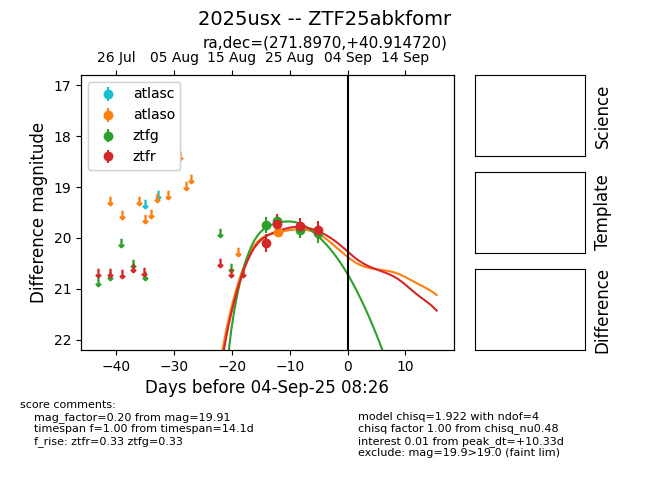 2025usx -- ZTF25abkfomr
ra,dec=(271.8970,+40.914720)
26 Jul 05 Aug 15 Aug 25 Aug 04 Sep 14 Sep
17
18
19
20
21
22
Difference magnitude
atlasc
atlaso
ztfg
ztfr
−40 −30 −20 −10 0 10
Days before 04-Sep-25 08:26
Science
Template
Difference
score comments:
mag_factor=0.20 from mag=19.91
timespan f=1.00 from timespan=14.1d
f_rise: ztfr=0.33 ztfg=0.33
model chisq=1.922 with ndof=4
chisq factor 1.00 from chisq_nu0.48
interest 0.01 from peak_dt=+10.33d
exclude: mag=19.9>19.0 (faint lim)